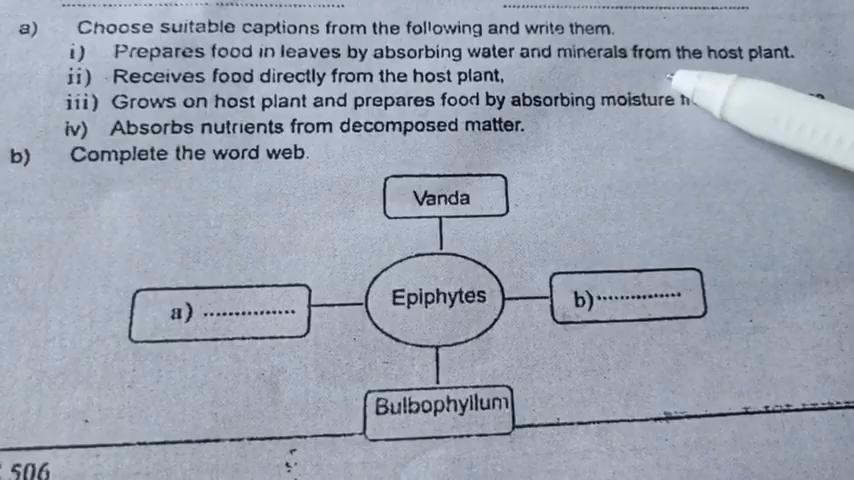 a) Choose suitable captions from the following and write them.
i) Prepares food in leaves by absorbing water and minerals from the host plant.
ii) Receives food directly from the host plant,
iii) Grows on host plant and prepares food by absorbing moisture
iv) Absorbs nutrients from decomposed matter.
b) Complete the word web.
Vanda
a) ............... Epiphytes b)...............
Bulbophyllum
506